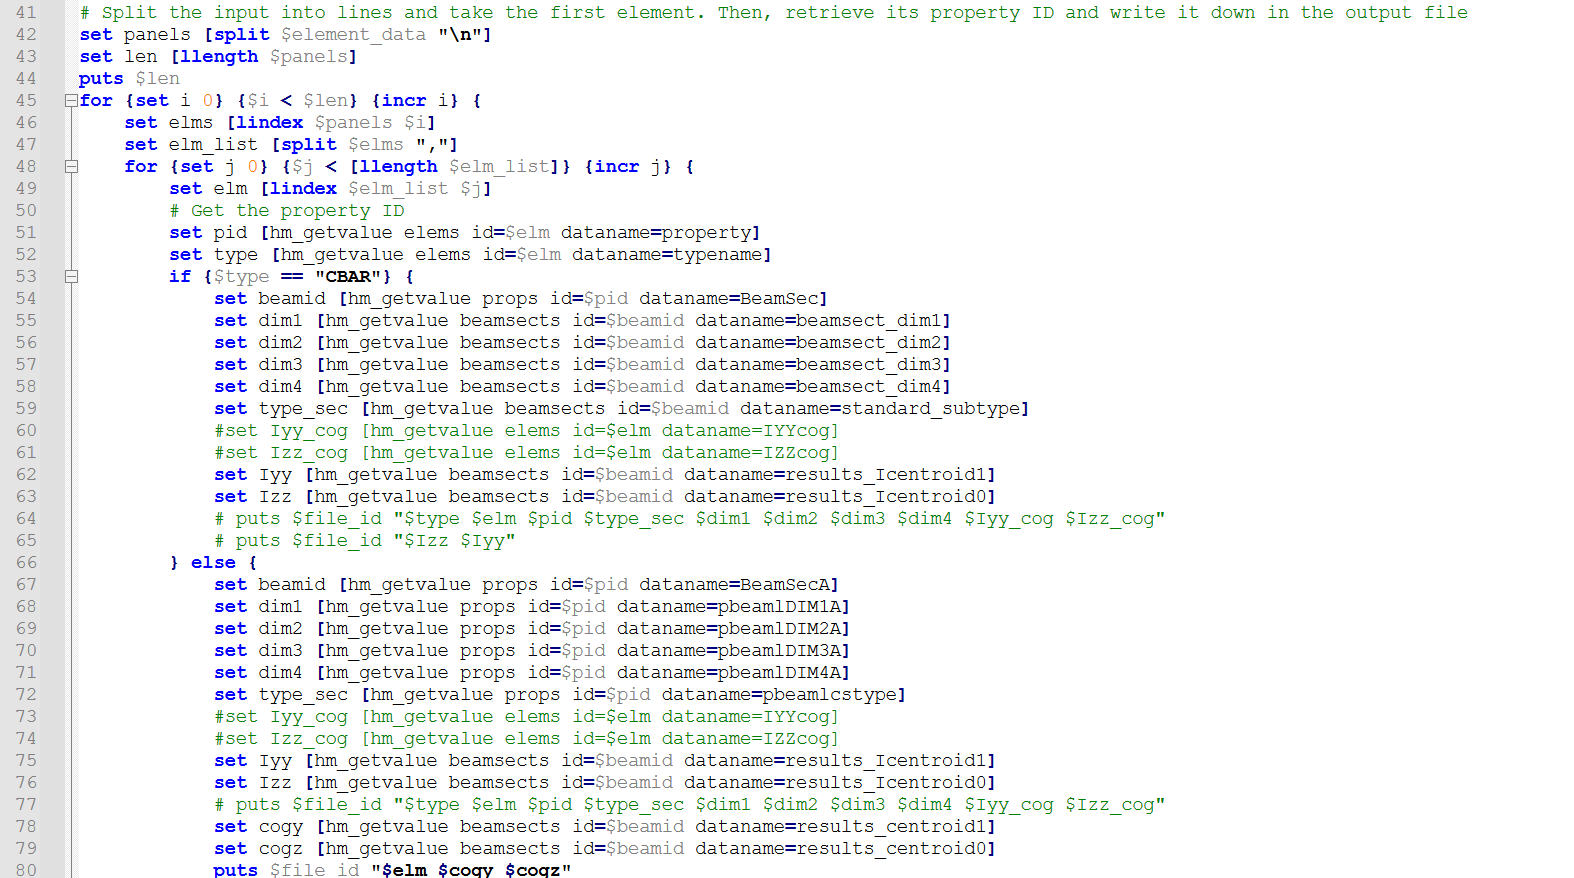 41 # Split the input into lines and take the first element. Then, retrieve its property ID and write it down in the output file
42 set panels [split $element_data "\n"]
43 set len [llength $panels]
44 puts $len
45 for {set i 0} {$i < $len} {incr i} {
46 set elms [lindex $panels $i]
47 set elm_list [split $elms ","]
48 for {set j 0} {$j < [llength $elm_list]} {incr j} {
49 set elm [lindex $elm_list $j]
50 # Get the property ID
51 set pid [hm_getvalue elems id=$elm dataname=property]
52 set type [hm_getvalue elems id=$elm dataname=typename]
53 if {$type == "CBAR"} {
54 set beamid [hm_getvalue props id=$pid dataname=BeamSec]
55 set dim1 [hm_getvalue beamsects id=$beamid dataname=beamsect_dim1]
56 set dim2 [hm_getvalue beamsects id=$beamid dataname=beamsect_dim2]
57 set dim3 [hm_getvalue beamsects id=$beamid dataname=beamsect_dim3]
58 set dim4 [hm_getvalue beamsects id=$beamid dataname=beamsect_dim4]
59 set type_sec [hm_getvalue beamsects id=$beamid dataname=standard_subtype]
60 #set Iyy_cog [hm_getvalue elems id=$elm dataname=IYYcog]
61 #set Izz_cog [hm_getvalue elems id=$elm dataname=IZZcog]
62 set Iyy [hm_getvalue beamsects id=$beamid dataname=results_Icentroid1]
63 set Izz [hm_getvalue beamsects id=$beamid dataname=results_Icentroid0]
64 # puts $file_id "$type $elm $pid $type_sec $dim1 $dim2 $dim3 $dim4 $Iyy_cog $Izz_cog"
65 # puts $file_id "$Izz $Iyy"
66 } else {
67 set beamid [hm_getvalue props id=$pid dataname=BeamSecA]
68 set dim1 [hm_getvalue props id=$pid dataname=pbeamlDIM1A]
69 set dim2 [hm_getvalue props id=$pid dataname=pbeamlDIM2A]
70 set dim3 [hm_getvalue props id=$pid dataname=pbeamlDIM3A]
71 set dim4 [hm_getvalue props id=$pid dataname=pbeamlDIM4A]
72 set type_sec [hm_getvalue props id=$pid dataname=pbeamlcstype]
73 #set Iyy_cog [hm_getvalue elems id=$elm dataname=IYYcog]
74 #set Izz_cog [hm_getvalue elems id=$elm dataname=IZZcog]
75 set Iyy [hm_getvalue beamsects id=$beamid dataname=results_Icentroid1]
76 set Izz [hm_getvalue beamsects id=$beamid dataname=results_Icentroid0]
77 # puts $file_id "$type $elm $pid $type_sec $dim1 $dim2 $dim3 $dim4 $Iyy_cog $Izz_cog"
78 set cogy [hm_getvalue beamsects id=$beamid dataname=results_centroid1]
79 set cogz [hm_getvalue beamsects id=$beamid dataname=results_centroid0]
80 puts $file_id "$elm $cogy $cogz"